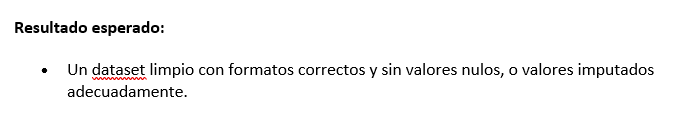 Resultado esperado:
• Un dataset limpio con formatos correctos y sin valores nulos, o valores imputados
adecuadamente.